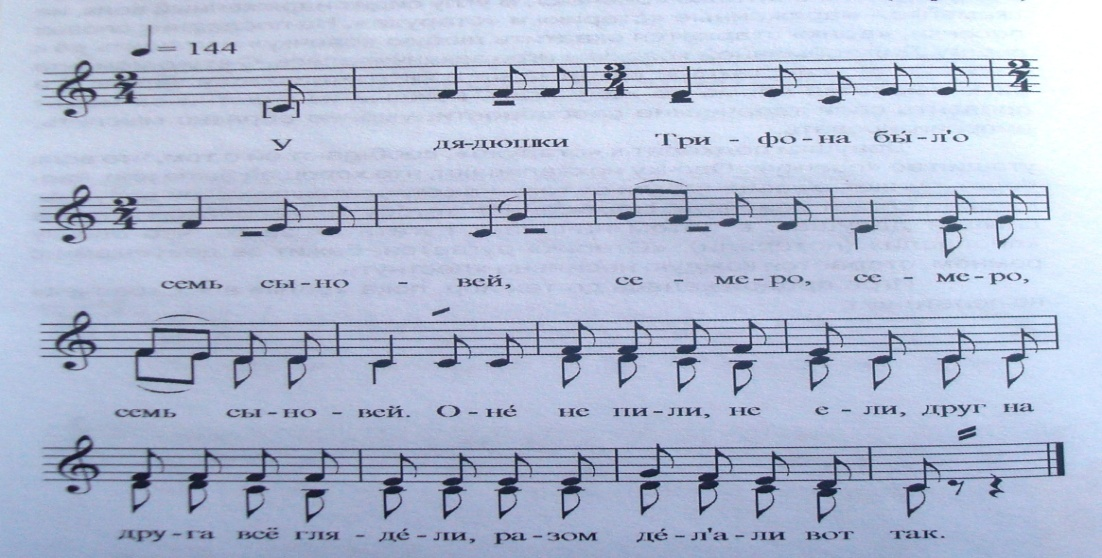 = 144
У дя-дюшки Три - фо - на бы́ - л'о
семь сы - но - вей, се - ме - ро, се - ме - ро,
семь сы - но - вей. О - не́ не пи - ли, не е - ли, друг на
дру - га всё гля - де́ - ли, ра - зом де́ - л'а - ли вот так.